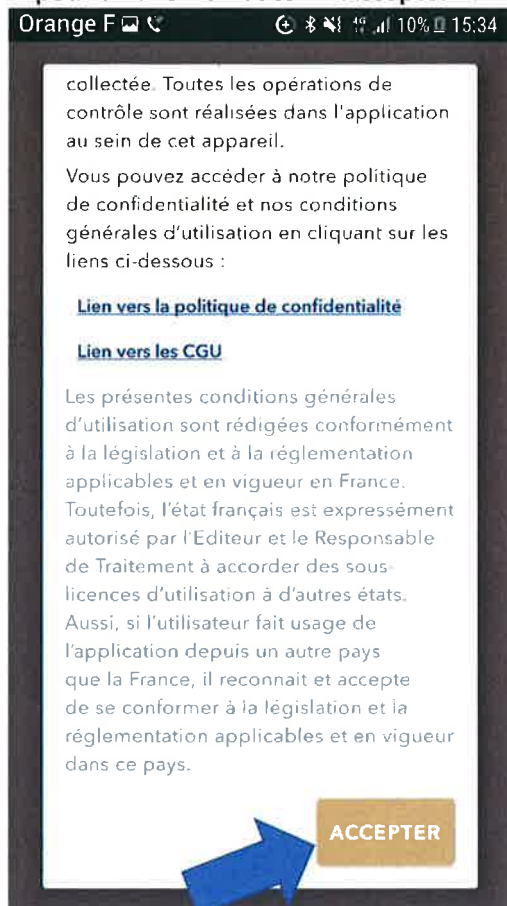 Orange F 10% 15:34
collectée. Toutes les opérations de
contrôle sont réalisées dans l'application
au sein de cet appareil.
Vous pouvez accéder à notre politique
de confidentialité et nos conditions
générales d'utilisation en cliquant sur les
liens ci-dessous :
Lien vers la politique de confidentialité
Lien vers les CGU
Les présentes conditions générales
d'utilisation sont rédigées conformément
à la législation et à la réglementation
applicables et en vigueur en France.
Toutefois, l'état français est expressément
autorisé par l'Editeur et le Responsable
de Traitement à accorder des sous-
licences d'utilisation à d'autres états.
Aussi, si l'utilisateur fait usage de
l'application depuis un autre pays
que la France, il reconnait et accepte
de se conformer à la législation et la
réglementation applicables et en vigueur
dans ce pays.
ACCEPTER